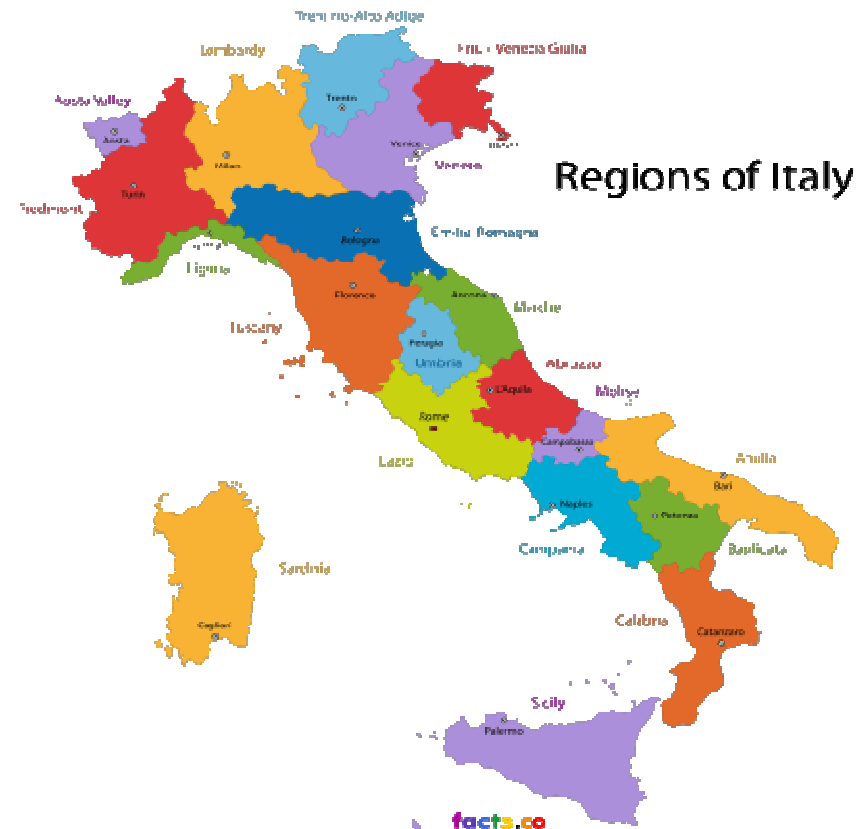 Trentino-Alto Adige
Lombardy
Friuli Venezia Giulia
Aosta Valley
Aosta
Trento
Venice
Milan
Veneto
Turin
Regions of Italy
Piedmont
Bologna
Emilia Romagna
Liguria
Florence
Ancona
Marche
Tuscany
Perugia
Umbria
Abruzzo
L'Aquila
Molise
Rome
Campobasso
Lazio
Apulia
Bari
Naples
Potenza
Campania
Basilicata
Sardinia
Cagliari
Calabria
Catanzaro
Sicily
Palermo
facts.co